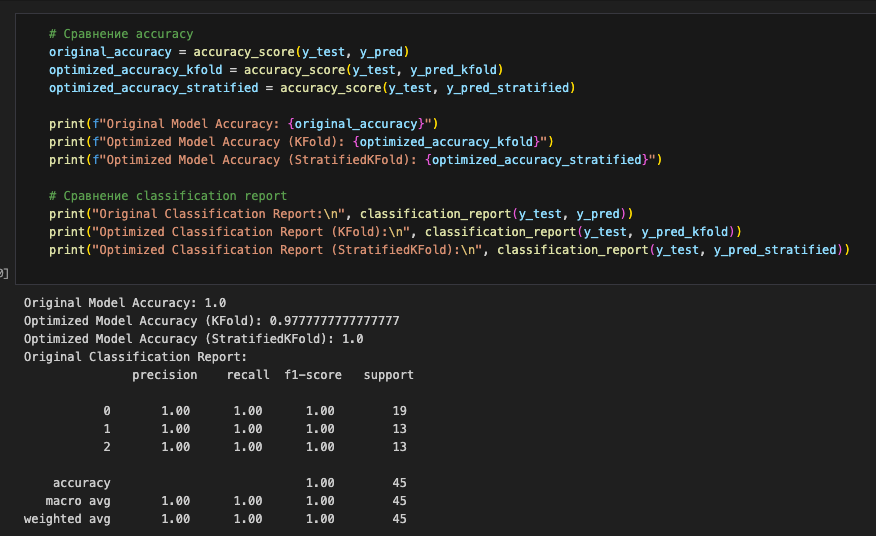 # Сравнение accuracy
original_accuracy = accuracy_score(y_test, y_pred)
optimized_accuracy_kfold = accuracy_score(y_test, y_pred_kfold)
optimized_accuracy_stratified = accuracy_score(y_test, y_pred_stratified)
print(f"Original Model Accuracy: {original_accuracy}")
print(f"Optimized Model Accuracy (KFold): {optimized_accuracy_kfold}")
print(f"Optimized Model Accuracy (StratifiedKFold): {optimized_accuracy_stratified}")
# Сравнение classification report
print("Original Classification Report:\n", classification_report(y_test, y_pred))
print("Optimized Classification Report (KFold):\n", classification_report(y_test, y_pred_kfold))
print("Optimized Classification Report (StratifiedKFold):\n", classification_report(y_test, y_pred_stratified))
]
Original Model Accuracy: 1.0
Optimized Model Accuracy (KFold): 0.9777777777777777
Optimized Model Accuracy (StratifiedKFold): 1.0
Original Classification Report:
precision recall f1-score support
0 1.00 1.00 1.00 19
1 1.00 1.00 1.00 13
2 1.00 1.00 1.00 13
accuracy 1.00 45
macro avg 1.00 1.00 1.00 45
weighted avg 1.00 1.00 1.00 45